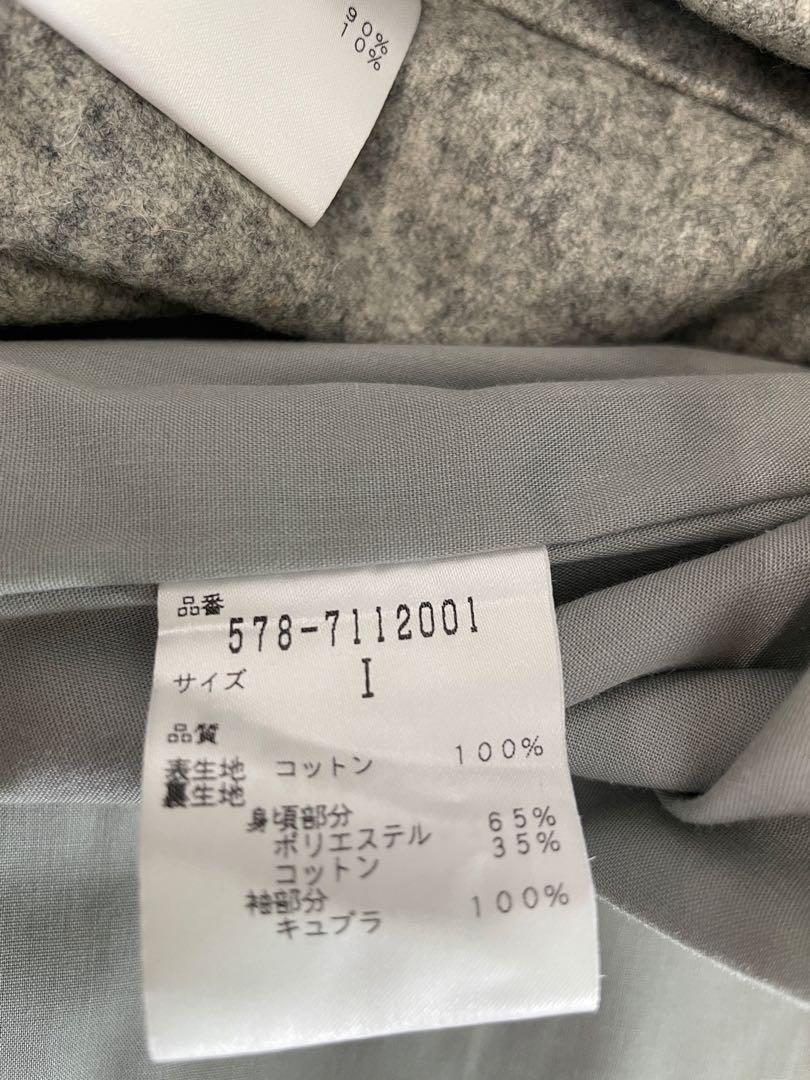 90%
10%
品番
578-7112001
サイズ I
品質
表生地 コットン 100%
裏生地
身頃部分
ポリエステル 65%
コットン 35%
袖部分
キュプラ 100%